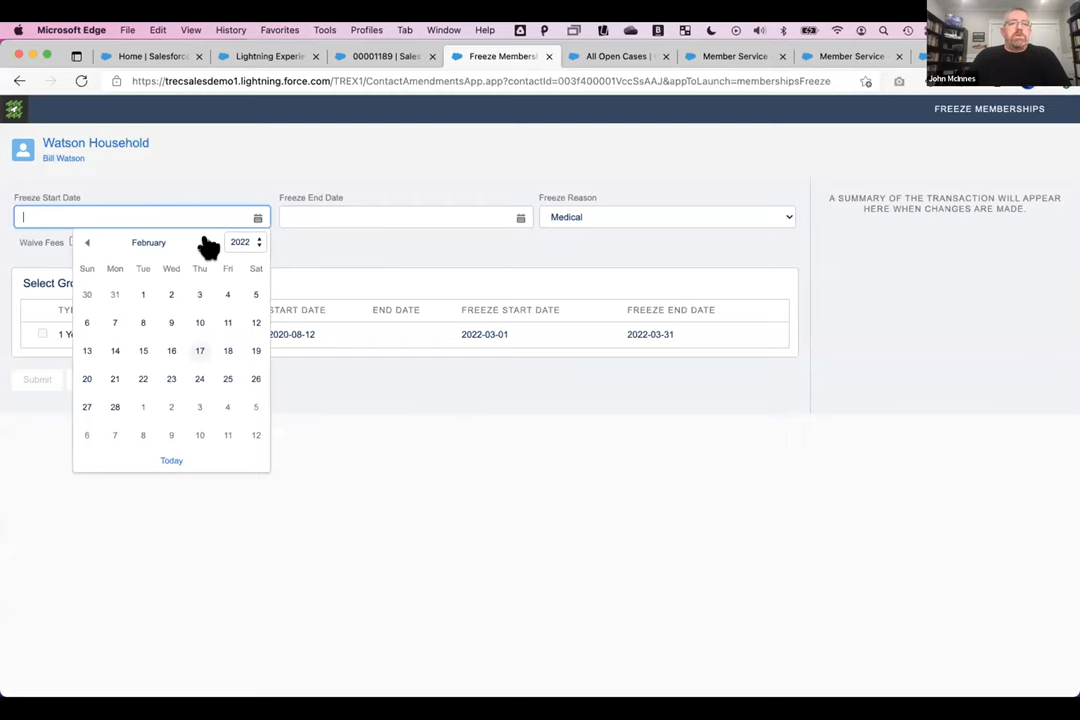 Microsoft Edge File Edit View History Favorites Tools Profiles Tab Window Help
Home | Salesforc Lightning Experie 00001189 | Sales Freeze Members All Open Cases | Member Service Member Service
https://trecsalesdemo1.lightning.force.com/TREX1/ContactAmendmentsApp.app?contactId=003f400001VccSsAAJ&appToLaunch=membershipsFreeze
John McInnes
FREEZE MEMBERSHIPS
Watson Household
Bill Watson
Freeze Start Date Freeze End Date Freeze Reason
Medical
A SUMMARY OF THE TRANSACTION WILL APPEAR
HERE WHEN CHANGES ARE MADE.
Waive Fees
February 2022
Sun Mon Tue Wed Thu Fri Sat
30 31 1 2 3 4 5
6 7 8 9 10 11 12
13 14 15 16 17 18 19
20 21 22 23 24 25 26
27 28 1 2 3 4 5
6 7 8 9 10 11 12
Today
Select Gro
TY START DATE END DATE FREEZE START DATE FREEZE END DATE
1 Ye 2020-08-12 2022-03-01 2022-03-31
Submit